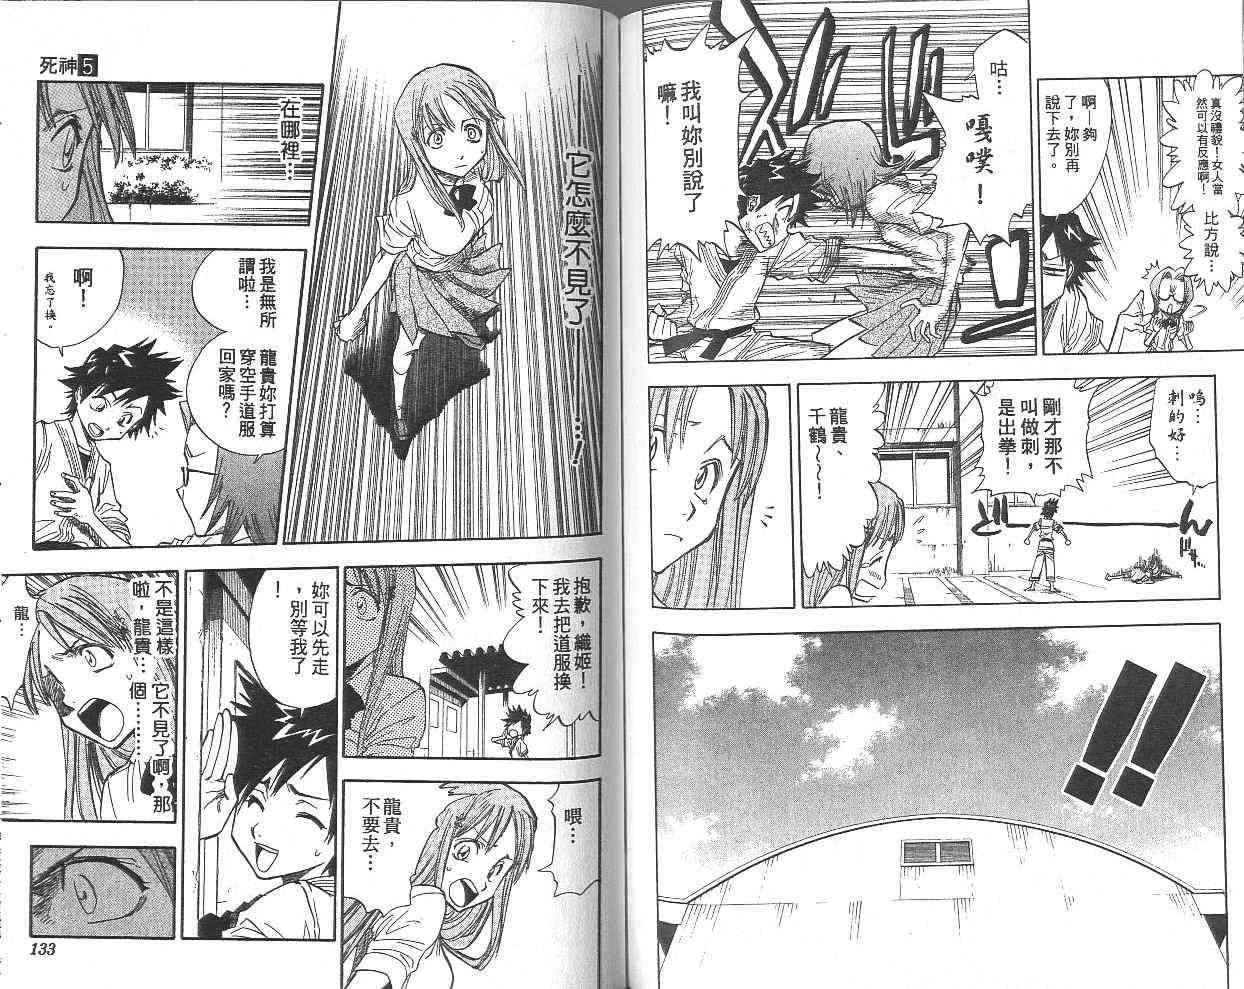 真沒禮貌!女人當
然可以有反應啊!
比方說…
啊—夠
了,妳別再
說下去了。
咕…
嘎噗!
我叫妳別說了
嘛!
嗚…
刺的好…
剛才那不
叫做刺,
是出拳!
どーーーん
龍貴、
千鶴~~!
!!
死神5
—它怎麼不見了———…!
在哪裡…
我是無所
謂啦…
龍貴妳打算
穿空手道服
回家嗎?
啊!
我忘了換。
抱歉,織姬!
我去把道服換
下來!
妳可以先走
,別等我了
!
不是這樣
啦,龍貴…
它不見了啊,那
個………
龍…
喂…
龍貴,
不要去…
133